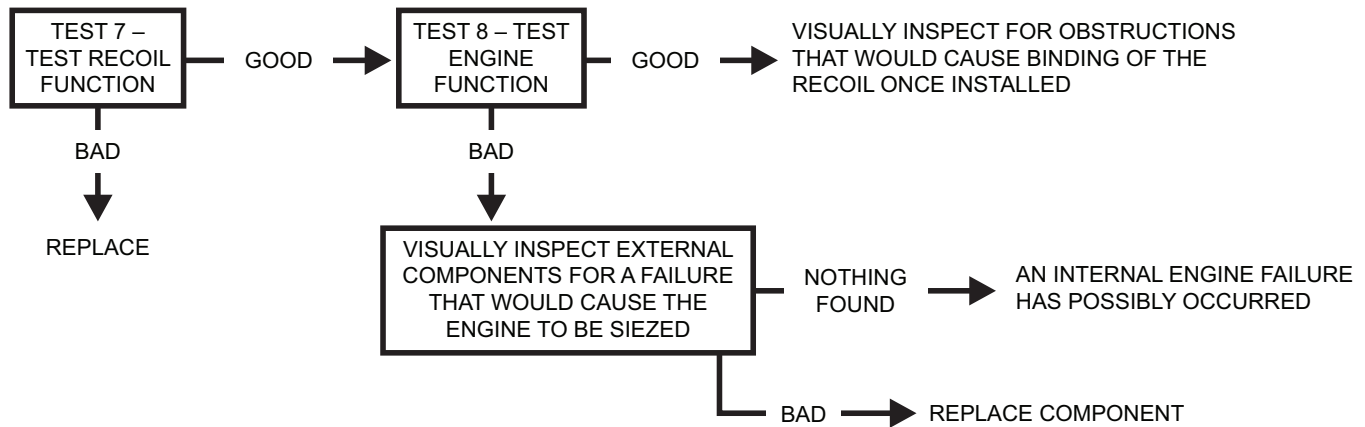 TEST 7 –
TEST RECOIL
FUNCTION
GOOD
TEST 8 – TEST
ENGINE
FUNCTION
GOOD
VISUALLY INSPECT FOR OBSTRUCTIONS
THAT WOULD CAUSE BINDING OF THE
RECOIL ONCE INSTALLED
BAD
REPLACE
BAD
VISUALLY INSPECT EXTERNAL
COMPONENTS FOR A FAILURE
THAT WOULD CAUSE THE
ENGINE TO BE SIEZED
NOTHING
FOUND
AN INTERNAL ENGINE FAILURE
HAS POSSIBLY OCCURRED
BAD
REPLACE COMPONENT